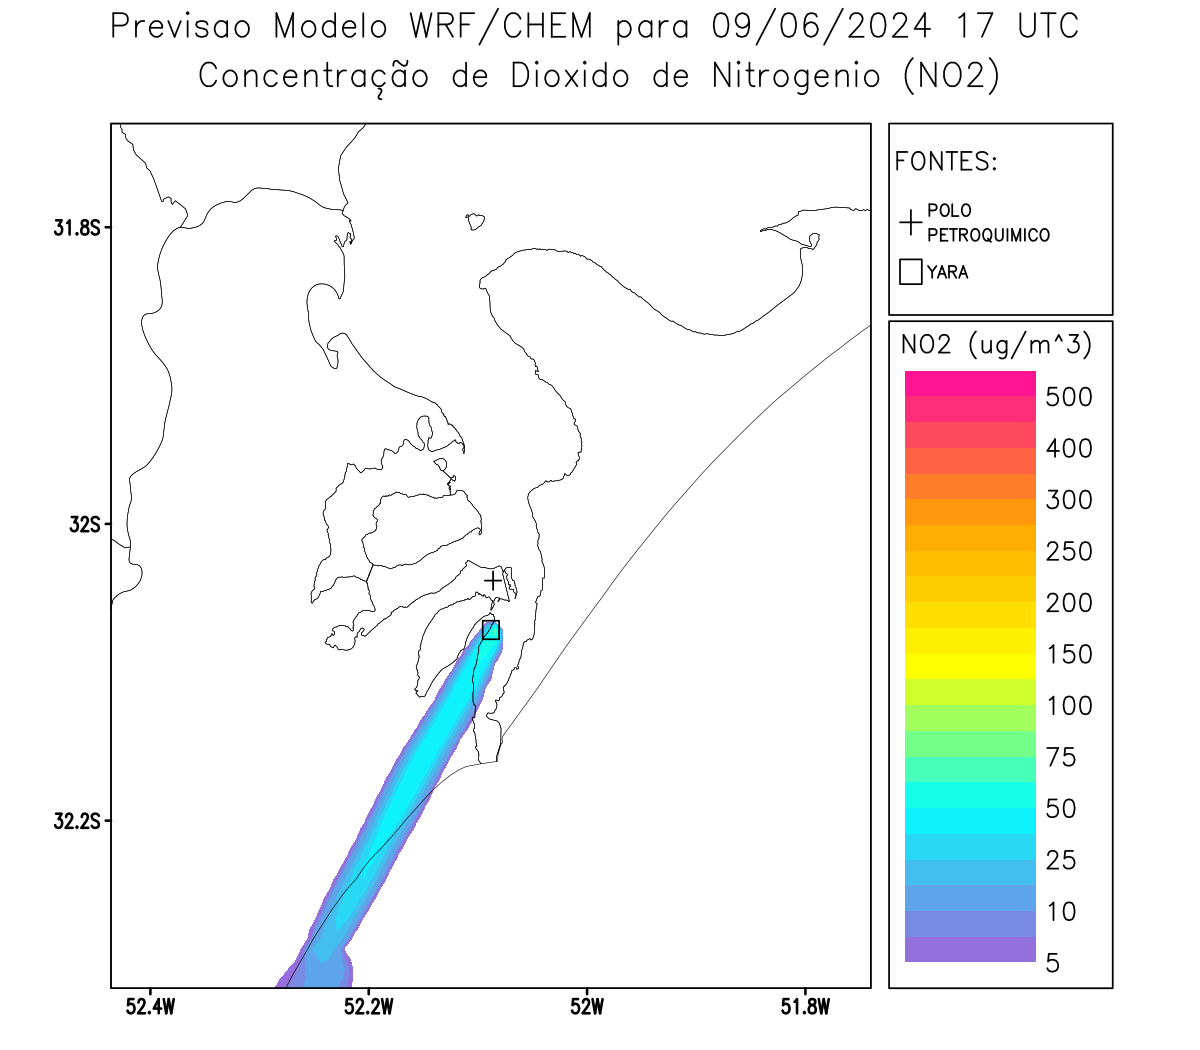 Previsao Modelo WRF/CHEM para 09/06/2024 17 UTC
Concentração de Dioxido de Nitrogenio (NO2)
FONTES:
POLO
PETROQUIMICO
YARA
NO2 (ug/m^3)
500
400
300
250
200
150
100
75
50
25
10
5
31.8S
32S
32.2S
52.4W
52.2W
52W
51.8W